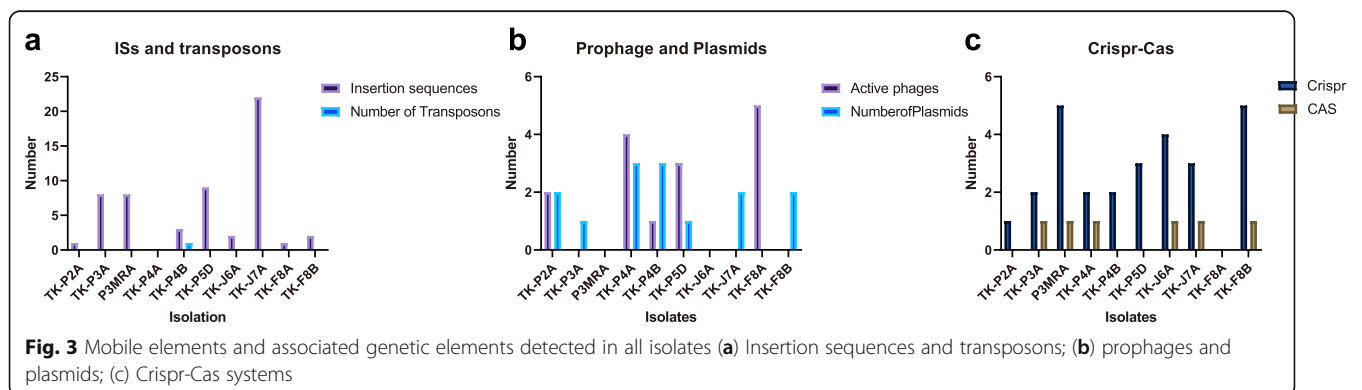 a
ISs and transposons
25
20
15
10
5
0
Number
TK-P2A
TK-P3A
P3MRA
TK-P4A
TK-P4B
TK-P5D
TK-J6A
TK-J7A
TK-F8A
TK-F8B
Isolation
Insertion sequences
Number of Transposons
b
Prophage and Plasmids
6
4
2
0
Number
TK-P2A
TK-P3A
P3MRA
TK-P4A
TK-P4B
TK-P5D
TK-J6A
TK-J7A
TK-F8A
TK-F8B
Isolates
Active phages
NumberofPlasmids
c
Crispr-Cas
6
4
2
0
Number
TK-P2A
TK-P3A
P3MRA
TK-P4A
TK-P4B
TK-P5D
TK-J6A
TK-J7A
TK-F8A
TK-F8B
Isolates
Crispr
CAS
Fig. 3 Mobile elements and associated genetic elements detected in all isolates (a) Insertion sequences and transposons; (b) prophages and
plasmids; (c) Crispr-Cas systems